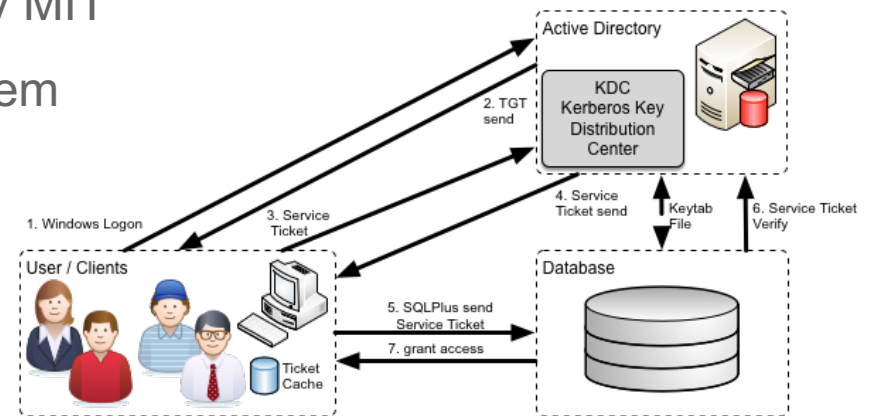 y MIT
em
Active Directory
KDC
Kerberos Key
Distribution
Center
2. TGT
send
1. Windows Logon
3. Service
Ticket
4. Service
Ticket send
Keytab
File
6. Service Ticket
Verify
User / Clients
Ticket
Cache
5. SQLPlus send
Service Ticket
7. grant access
Database